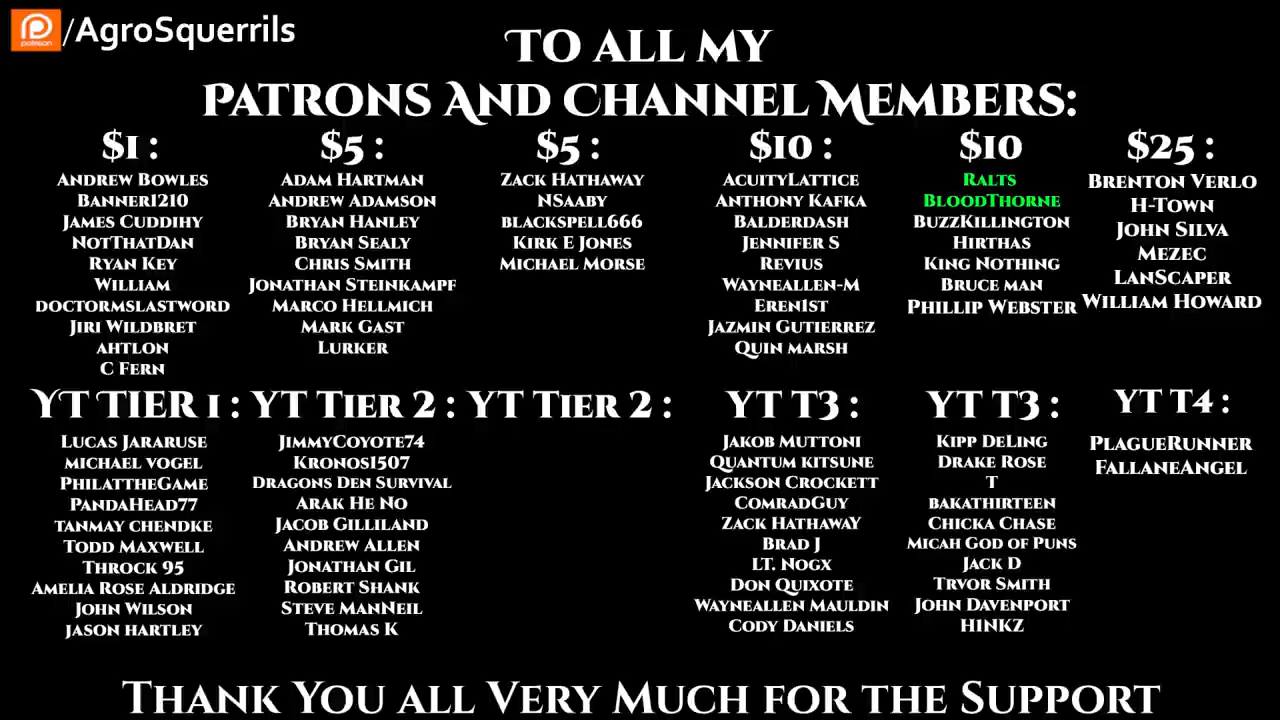 patreon
/AgroSquerrils
To all my
Patrons And Channel Members:
$1 :
Andrew Bowles
Banner1210
James Cuddihy
NotThatDan
Ryan Key
William
doctormslastword
Jiri Wildbret
ahtlon
C Fern
$5 :
Adam Hartman
Andrew Adamson
Bryan Hanley
Bryan Sealy
Chris Smith
Jonathan Steinkampf
Marco Hellmich
Mark Gast
Lurker
$5 :
Zack Hathaway
NSaaby
blackspell666
Kirk E Jones
Michael Morse
$10 :
AcuityLattice
Anthony Kafka
Balderdash
Jennifer S
Revius
Wayneallen-M
Eren1st
Jazmin Gutierrez
Quin marsh
$10
Ralts
BloodThorne
BuzzKillington
Hirthas
King Nothing
Bruce man
Phillip Webster
$25 :
Brenton Verlo
H-Town
John Silva
Mezec
LanScaper
William Howard
YT Tier 1 :
Lucas Jararuse
michael vogel
PhilattheGame
PandaHead77
tanmay chendke
Todd Maxwell
Throck 95
Amelia Rose Aldridge
John Wilson
jason hartley
YT Tier 2 :
JimmyCoyote74
Kronos1507
Dragons Den Survival
Arak He No
Jacob Gilliland
Andrew Allen
Jonathan Gil
Robert Shank
Steve ManNeil
Thomas K
YT Tier 2 :
YT T3 :
Jakob Muttoni
Quantum kitsune
Jackson Crockett
ComradGuy
Zack HathawaY
Brad J
Lt. Nogx
Don Quixote
Wayneallen Mauldin
Cody Daniels
YT T3 :
Kipp DeLing
Drake Rose
T
bakathirteen
Chicka Chase
Micah God of Puns
Jack D
Trvor Smith
John Davenport
H1NKZ
YT T4 :
PlagueRunner
FallaneAngel
Thank You all Very Much for the Support